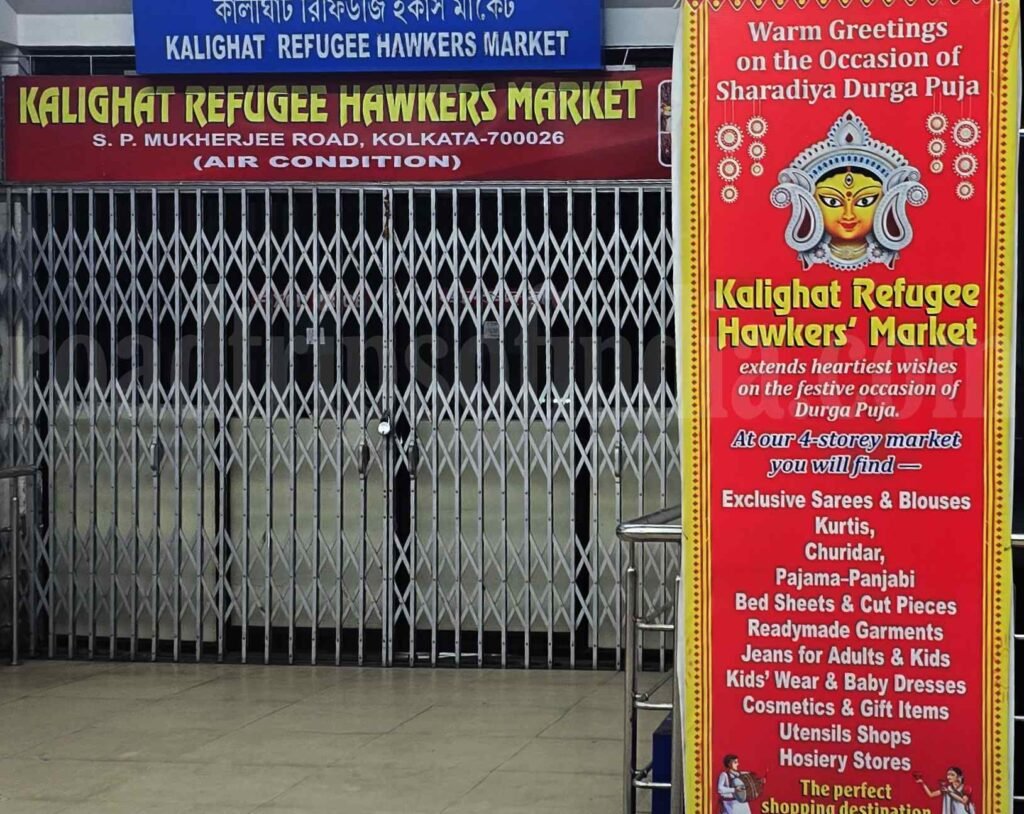 কালীঘাট রিফিউজি হকার্স মার্কেট
KALIGHAT REFUGEE HAWKERS MARKET
KALIGHAT REFUGEE HAWKERS MARKET
S. P. MUKHERJEE ROAD, KOLKATA-700026
(AIR CONDITION)
Warm Greetings
on the Occasion of
Sharadiya Durga Puja
Kalighat Refugee
Hawkers' Market
extends heartiest wishes
on the festive occasion of
Durga Puja.
At our 4-storey market
you will find —
Exclusive Sarees & Blouses
Kurtis,
Churidar,
Pajama-Panjabi
Bed Sheets & Cut Pieces
Readymade Garments
Jeans for Adults & Kids
Kids' Wear & Baby Dresses
Cosmetics & Gift Items
Utensils Shops
Hosiery Stores
The perfect
shopping destination
roadtripsofindia.com